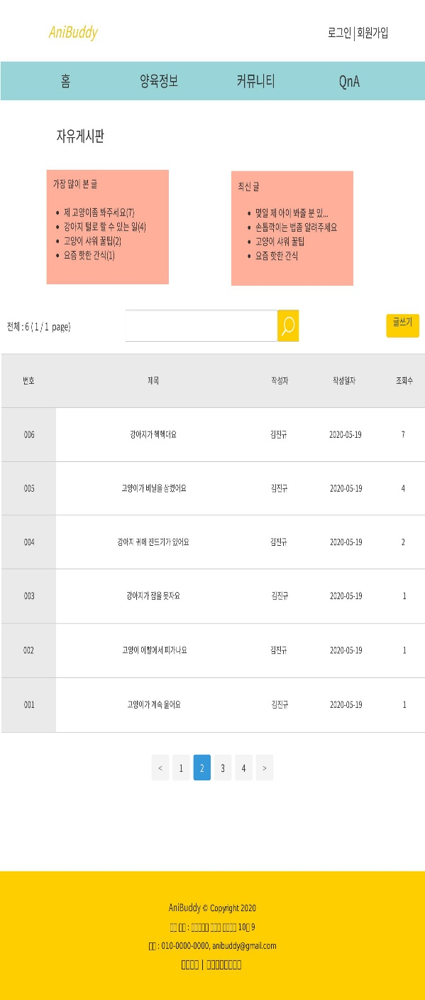 AniBuddy
로그인 | 회원가입
홈 양육정보 커뮤니티 QnA
자유게시판
가장 많이 본 글
제 고양이좀 봐주세요(7)
강아지 털로 할 수 있는 일(4)
고양이 샤워 꿀팁(2)
요즘 핫한 간식(1)
최신 글
몇일 제 아이 봐줄 분 있...
손톱깍이는 법좀 알려주세요
고양이 샤워 꿀팁
요즘 핫한 간식
전체 : 6 ( 1 / 1 page)
글쓰기
번호 제목 작성자 작성일자 조회수
006 강아지가 헥헥대요 김진규 2020-05-19 7
005 고양이가 비닐을 삼켰어요 김진규 2020-05-19 4
004 강아지 귀에 진드기가 있어요 김진규 2020-05-19 2
003 강아지가 잠을 못자요 김진규 2020-05-19 1
002 고양이 이빨에서 피가나요 김진규 2020-05-19 1
001 고양이가 계속 울어요 김진규 2020-05-19 1
< 1 2 3 4 >
AniBuddy © Copyright 2020
: 10 9
: 010-0000-0000, anibuddy@gmail.com
|